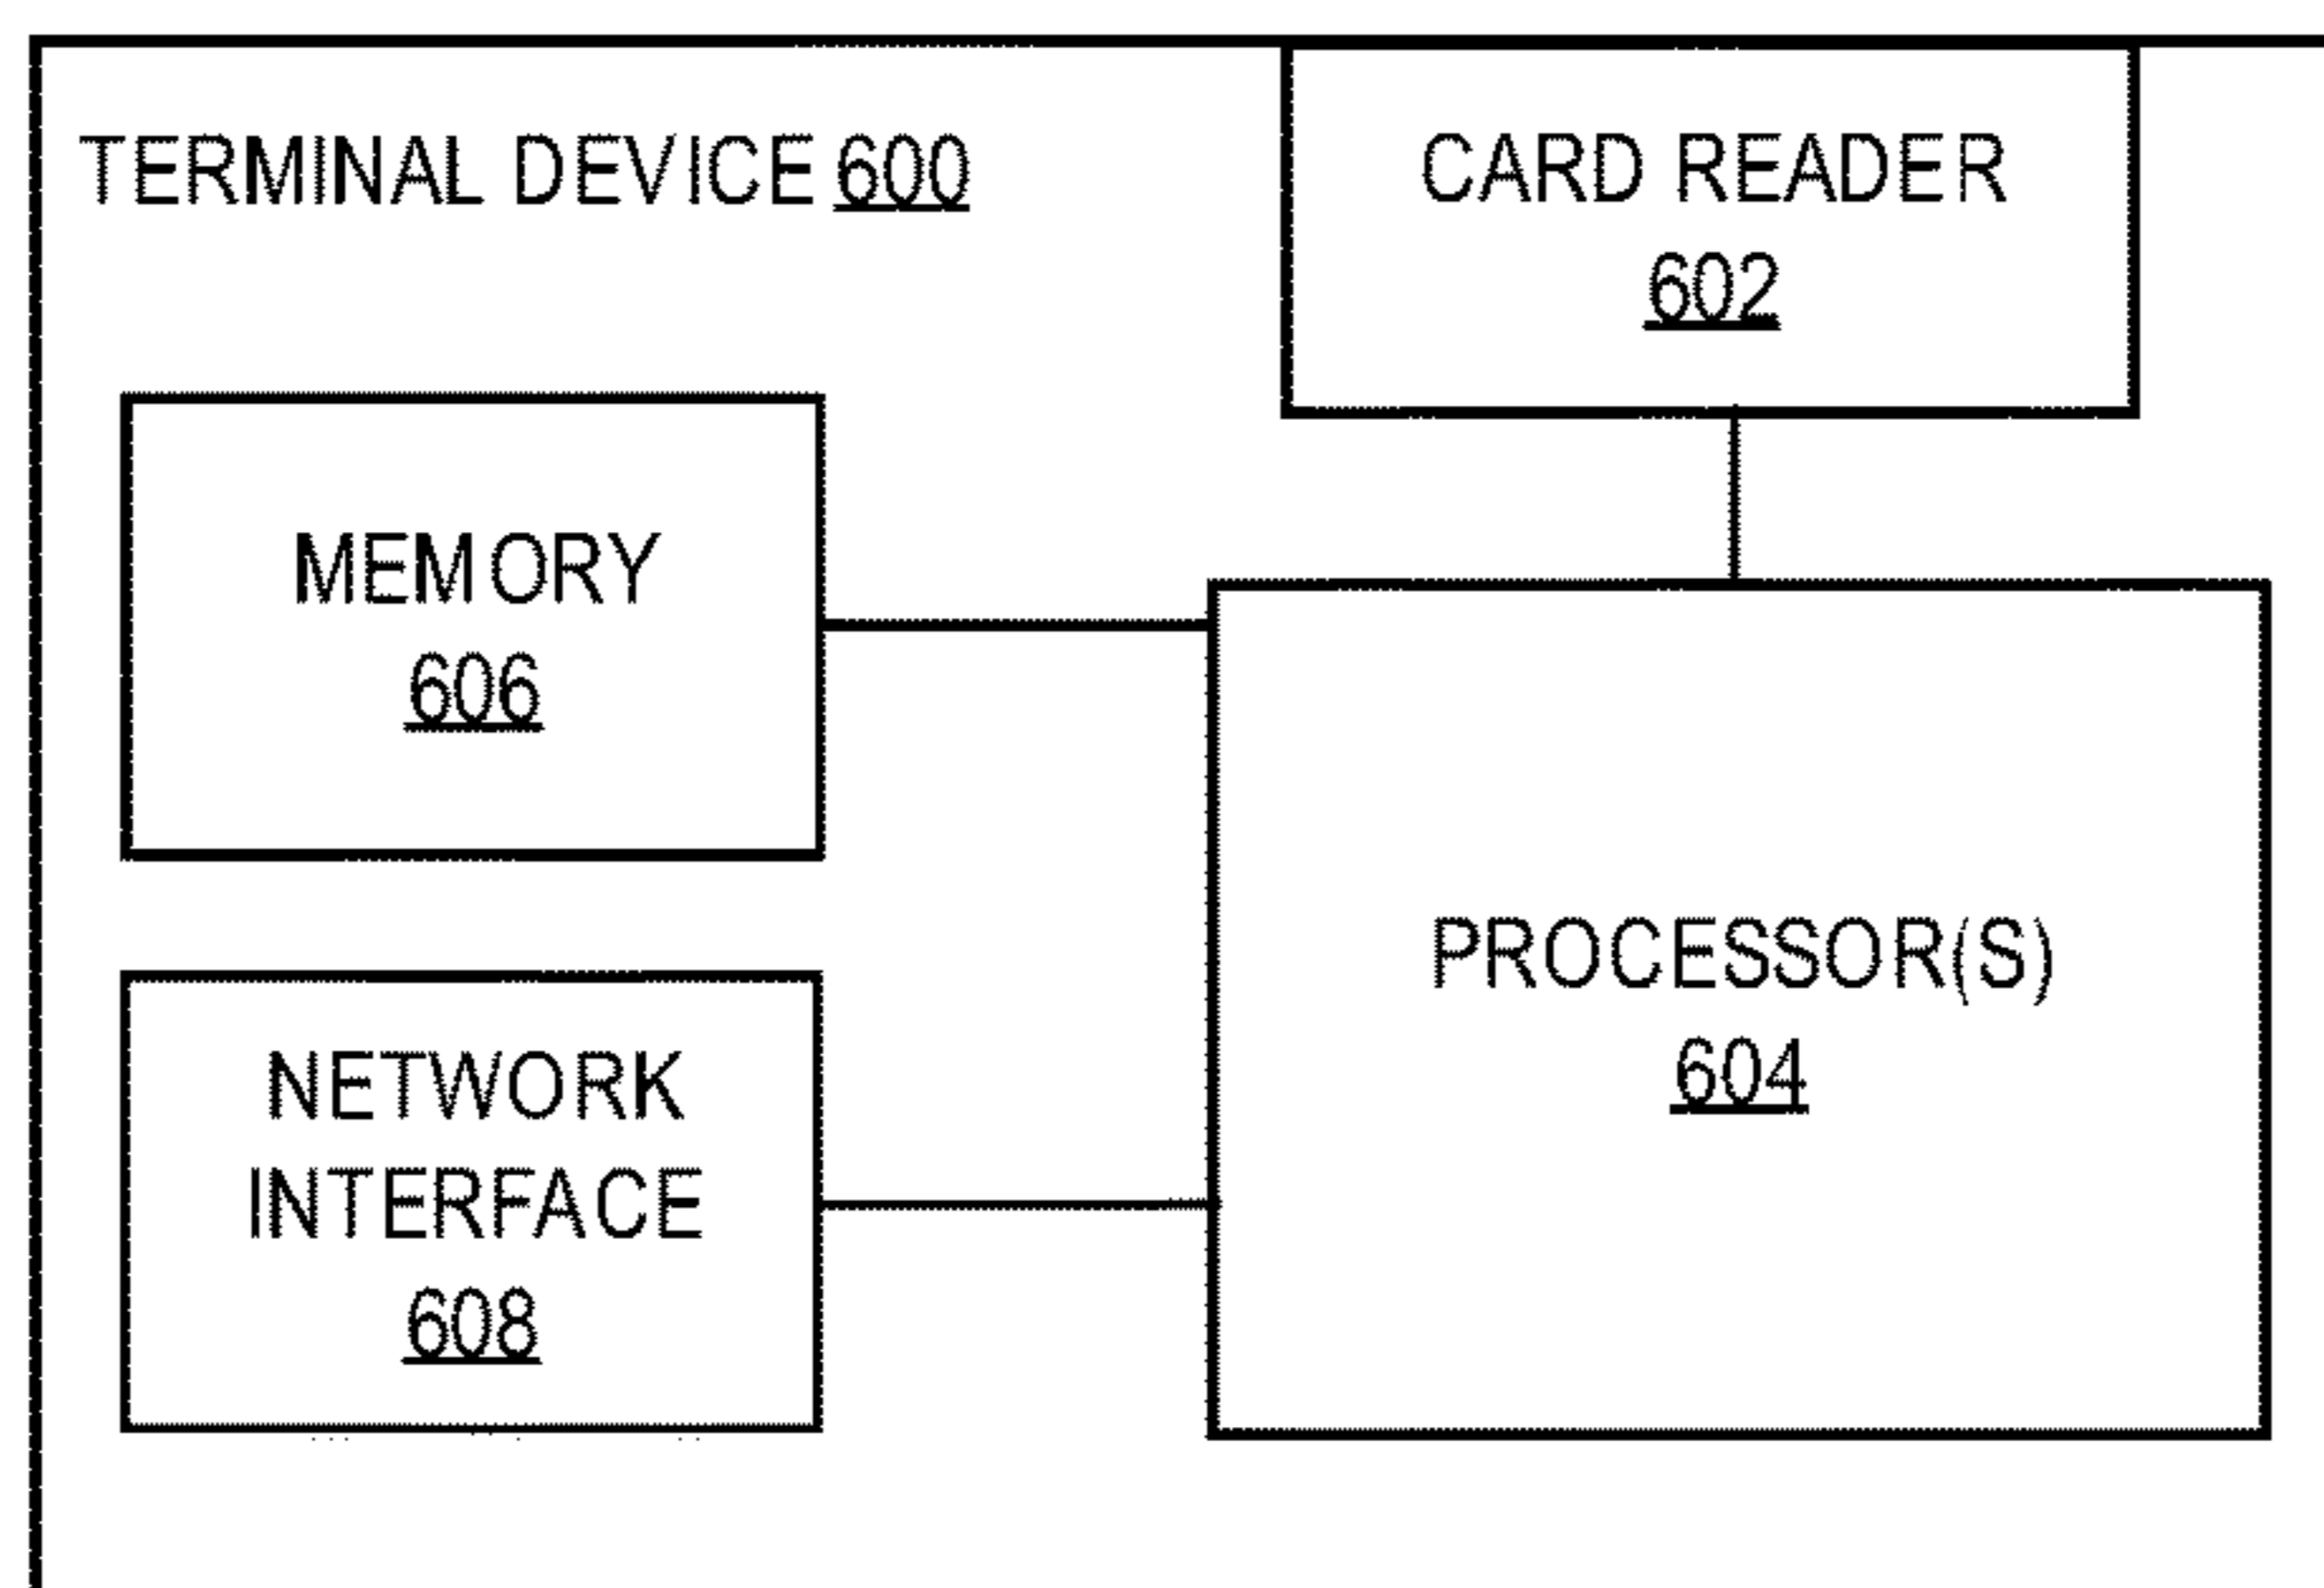 TERMINAL DEVICE 600
CARD READER
602
MEMORY
606
PROCESSOR(S)
604
NETWORK
INTERFACE
608